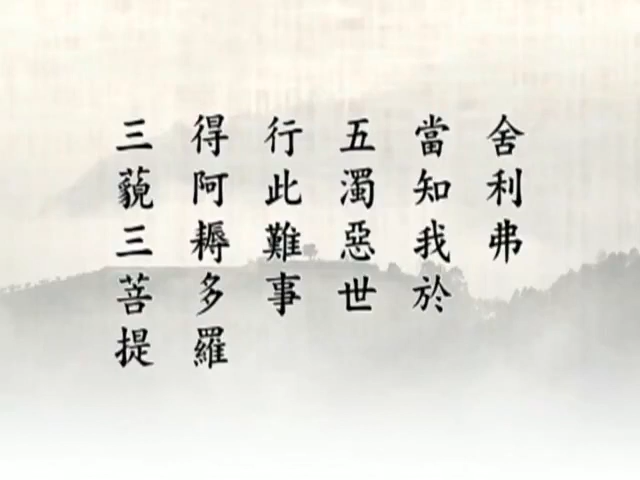 舍利弗
當知我於
五濁惡世
行此難事
得阿耨多羅
三藐三菩提